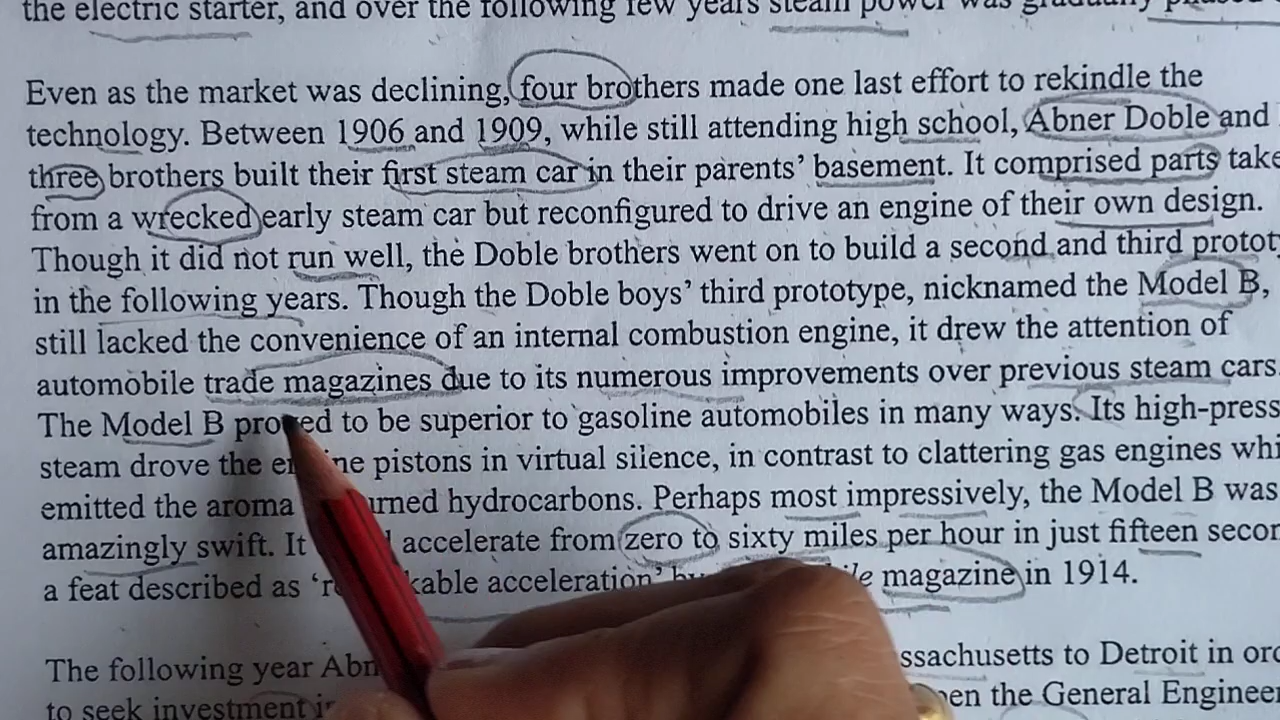 the electric starter, and over the following few years steam power was gradually phased
Even as the market was declining, four brothers made one last effort to rekindle the
technology. Between 1906 and 1909, while still attending high school, Abner Doble and
three brothers built their first steam car in their parents’ basement. It comprised parts take
from a wrecked early steam car but reconfigured to drive an engine of their own design.
Though it did not run well, the Doble brothers went on to build a second and third protot
in the following years. Though the Doble boys’ third prototype, nicknamed the Model B,
still lacked the convenience of an internal combustion engine, it drew the attention of
automobile trade magazines due to its numerous improvements over previous steam cars.
The Model B proved to be superior to gasoline automobiles in many ways. Its high-press
steam drove the engine pistons in virtual silence, in contrast to clattering gas engines whi
emitted the aroma urned hydrocarbons. Perhaps most impressively, the Model B was
amazingly swift. It accelerate from zero to sixty miles per hour in just fifteen secon
a feat described as ‘r kable acceleration’ by ile magazine in 1914.
The following year Abn ssachusetts to Detroit in ord
to seek investment in en the General Engineer